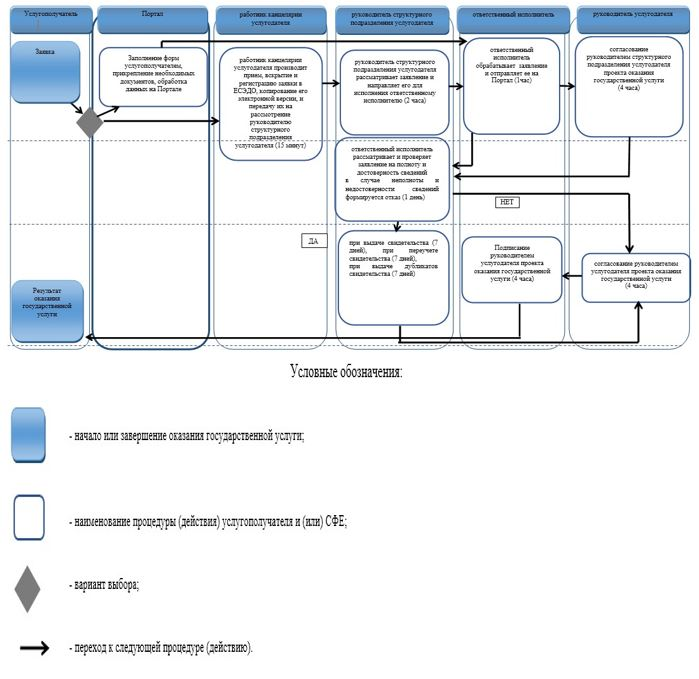 Услугополучатель
Портал
работник канцелярии
услугодателя
руководитель структурного
подразделения услугодателя
ответственный исполнитель
руководитель услугодателя
Заявка
Заполнение форм
услугополучателем,
прикрепление необходимых
документов, обработка
данных на Портале
работник канцелярии
услугодателя производит
прием, вскрытие и
регистрацию заявки в
ЕСЭДО, копирование его
электронной версии, и
передачу их на
рассмотрение
руководителю
структурного
подразделения
услугодателя (15 минут)
руководитель структурного
подразделения услугодателя
рассматривает заявление и
направляет его для
исполнения ответственному
исполнителю (2 часа)
ответственный
исполнитель
обрабатывает заявление
и отправляет ее на
Портал (1час)
согласование
руководителем структурного
подразделения услугодателя
проекта оказания
государственной услуги
(4 часа)
ответственный исполнитель
рассматривает и проверяет
заявление на полноту и
достоверность сведений
в случае неполноты и
недостоверности сведений
формируется отказ (1 день)
НЕТ
ДА
при выдаче свидетельства (7
дней), при переучете
свидетельства (7 дней),
при выдаче дубликатов
свидетельства (7 дней)
Подписание
руководителем
услугодателя проекта
оказания государственной
услуги (4 часа)
согласование руководителем
услугодателя проекта оказания
государственной услуги
(4 часа)
Результат
оказания
государственной
услуги
Условные обозначения:
- начало или завершение оказания государственной услуги;
- наименование процедуры (действия) услугополучателя и (или) СФЕ;
- вариант выбора;
- переход к следующей процедуре (действию).